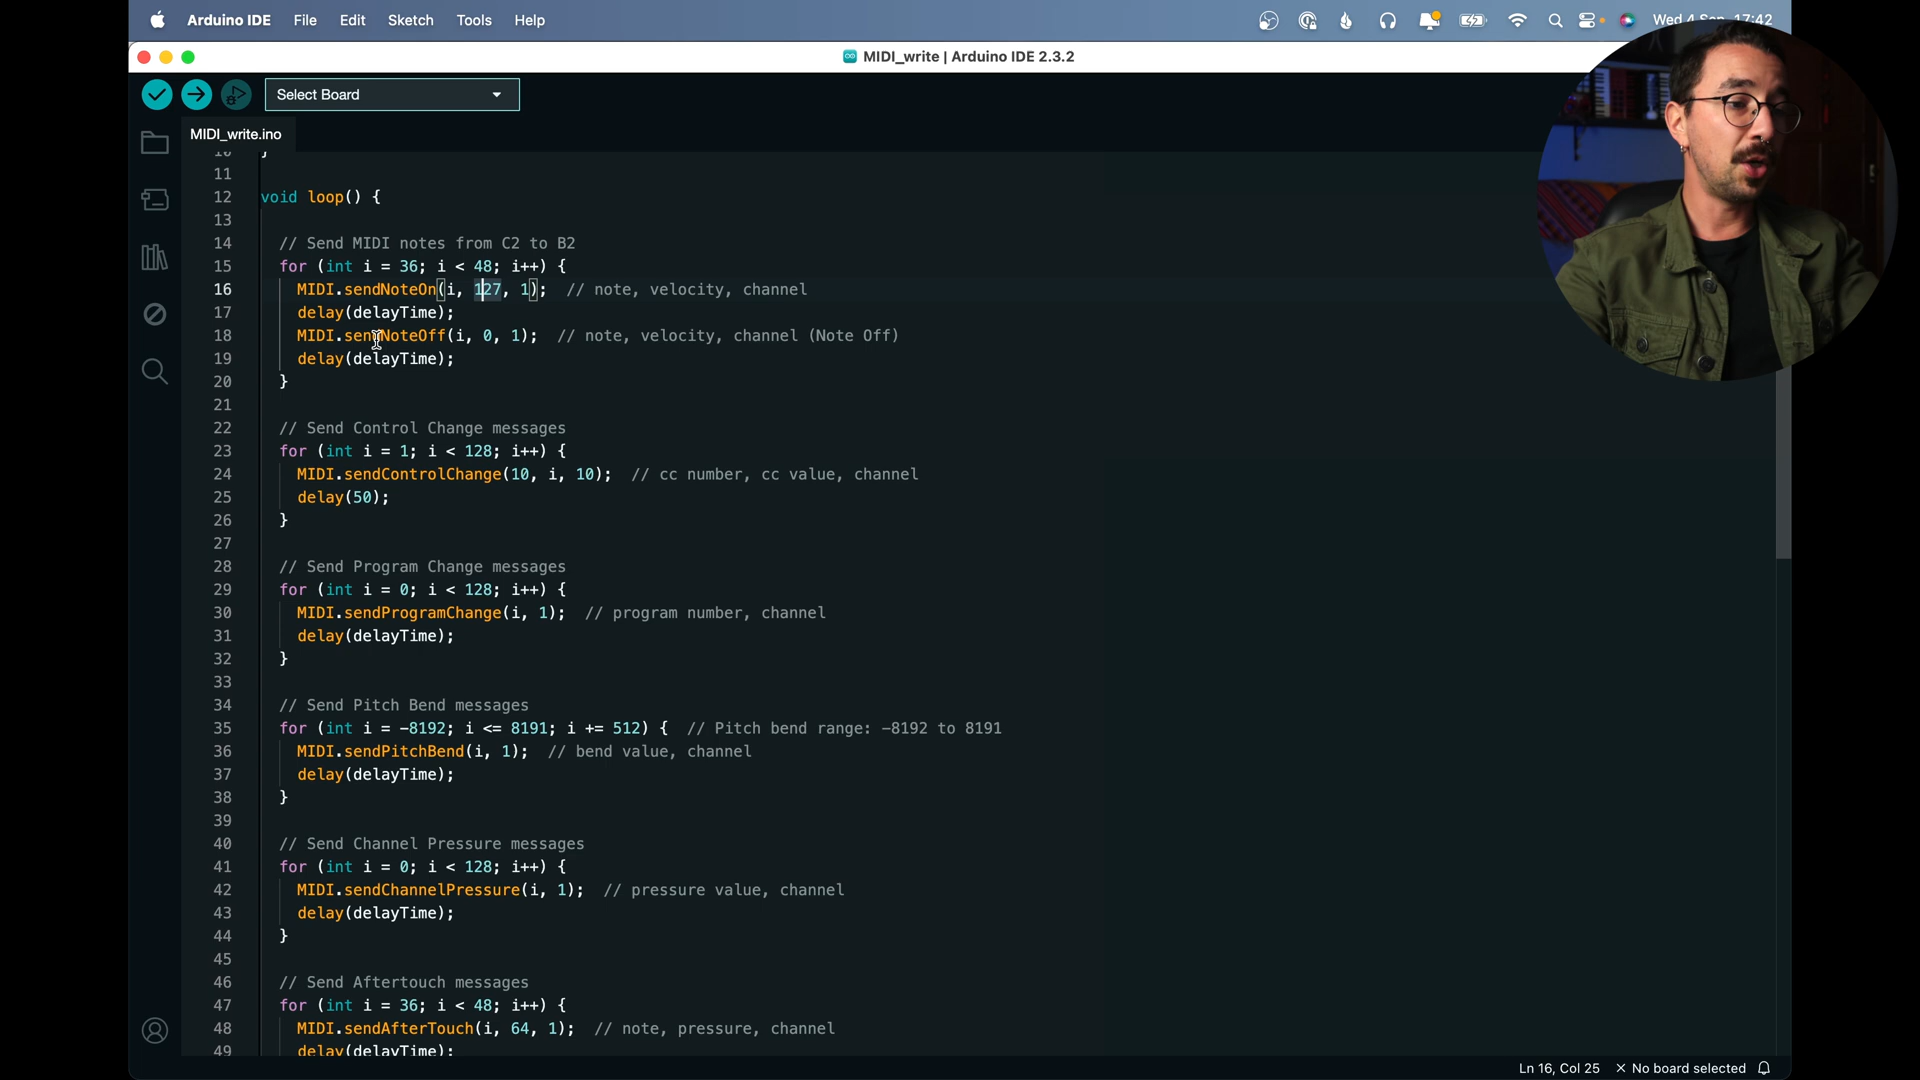 Arduino IDE File Edit Sketch Tools Help Wed 4 Sep 17:42
MIDI_write | Arduino IDE 2.3.2
Select Board
MIDI_write.ino
10 }
11
12 void loop() {
13
14 // Send MIDI notes from C2 to B2
15 for (int i = 36; i < 48; i++) {
16 MIDI.sendNoteOn(i, 127, 1); // note, velocity, channel
17 delay(delayTime);
18 MIDI.sendNoteOff(i, 0, 1); // note, velocity, channel (Note Off)
19 delay(delayTime);
20 }
21
22 // Send Control Change messages
23 for (int i = 1; i < 128; i++) {
24 MIDI.sendControlChange(10, i, 10); // cc number, cc value, channel
25 delay(50);
26 }
27
28 // Send Program Change messages
29 for (int i = 0; i < 128; i++) {
30 MIDI.sendProgramChange(i, 1); // program number, channel
31 delay(delayTime);
32 }
33
34 // Send Pitch Bend messages
35 for (int i = -8192; i <= 8191; i += 512) { // Pitch bend range: -8192 to 8191
36 MIDI.sendPitchBend(i, 1); // bend value, channel
37 delay(delayTime);
38 }
39
40 // Send Channel Pressure messages
41 for (int i = 0; i < 128; i++) {
42 MIDI.sendChannelPressure(i, 1); // pressure value, channel
43 delay(delayTime);
44 }
45
46 // Send Aftertouch messages
47 for (int i = 36; i < 48; i++) {
48 MIDI.sendAfterTouch(i, 64, 1); // note, pressure, channel
49 delay(delayTime);
Ln 16, Col 25 No board selected